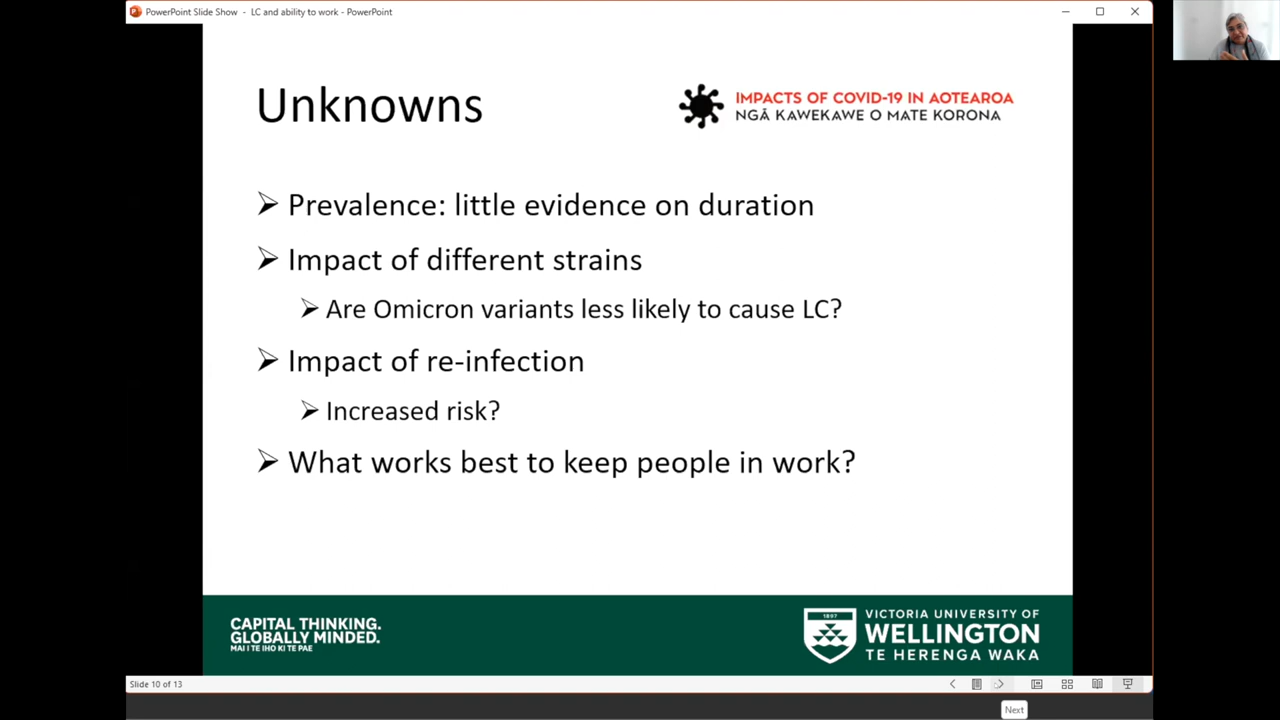 PowerPoint Slide Show - LC and ability to work - PowerPoint
Unknowns
IMPACTS OF COVID-19 IN AOTEAROA
NGĀ KAWEKAWE O MATE KORONA
Prevalence: little evidence on duration
Impact of different strains
Are Omicron variants less likely to cause LC?
Impact of re-infection
Increased risk?
What works best to keep people in work?
CAPITAL THINKING.
GLOBALLY MINDED.
MAI I TE IHO KI TE PAE
1897
VICTORIA UNIVERSITY OF
WELLINGTON
TE HERENGA WAKA
Slide 10 of 13
Next